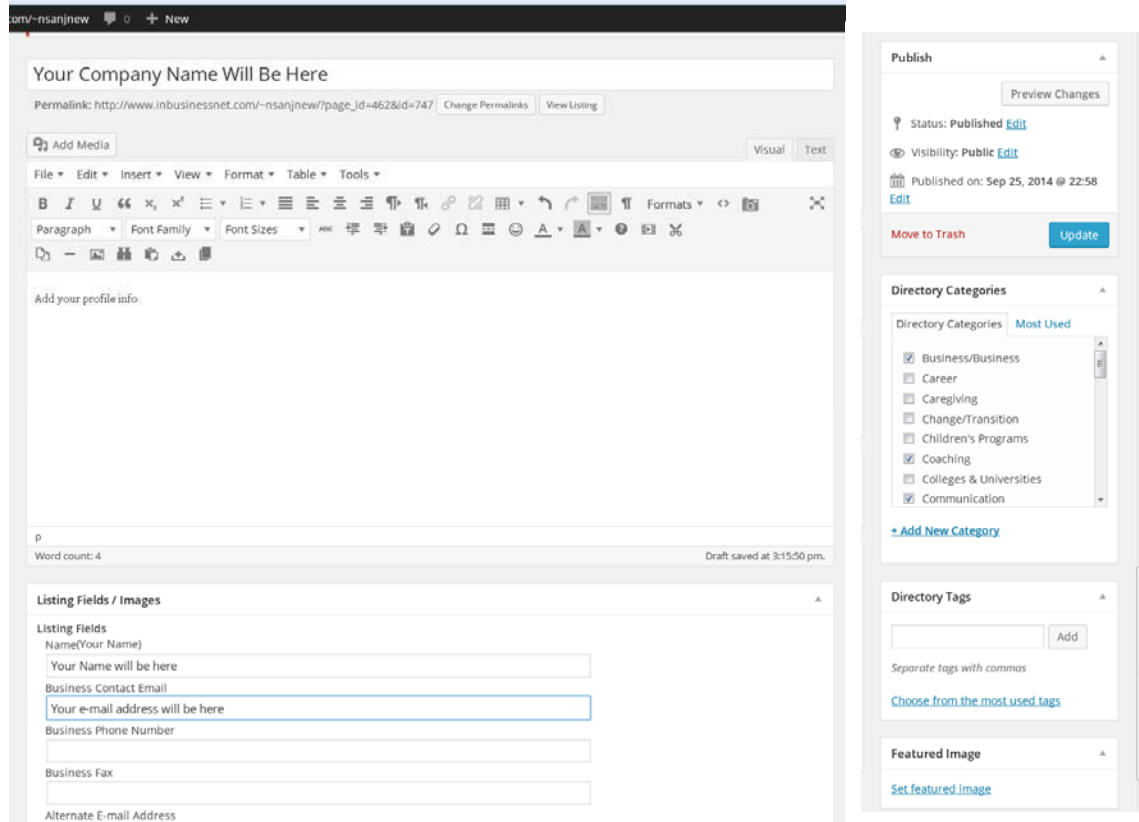 com/~nsanjnew 0 + New
Your Company Name Will Be Here
Permalink: http://www.inbusinessnet.com/~nsanjnew/?page_id=462&id=747 Change Permalinks View Listing
Add Media
Visual Text
File Edit Insert View Format Table Tools
Formats
Paragraph Font Family Font Sizes ABC
Add your profile info
p
Word count: 4 Draft saved at 3:15:50 pm.
Listing Fields / Images
Listing Fields
Name(Your Name)
Your Name will be here
Business Contact Email
Your e-mail address will be here
Business Phone Number
Business Fax
Alternate E-mail Address
Publish
Preview Changes
Status: Published Edit
Visibility: Public Edit
Published on: Sep 25, 2014 @ 22:58
Edit
Move to Trash Update
Directory Categories
Directory Categories Most Used
Business/Business
Career
Caregiving
Change/Transition
Children's Programs
Coaching
Colleges & Universities
Communication
+ Add New Category
Directory Tags
Add
Separate tags with commas
Choose from the most used tags
Featured Image
Set featured image